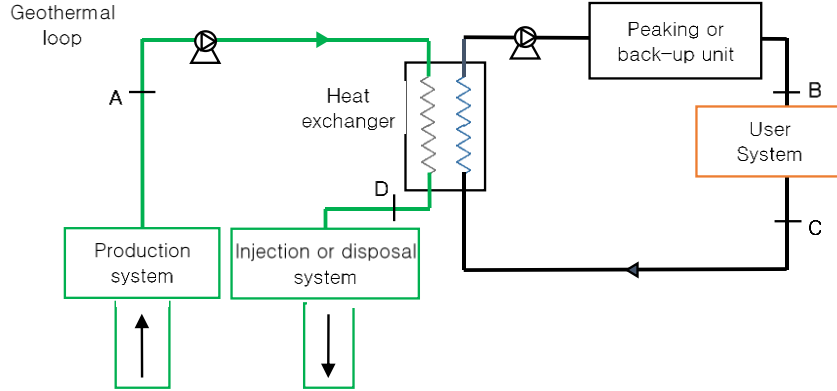 Geothermal
loop
A
Heat
exchanger
Peaking or
back-up unit
B
User
System
D
C
Production
system
Injection or disposal
system